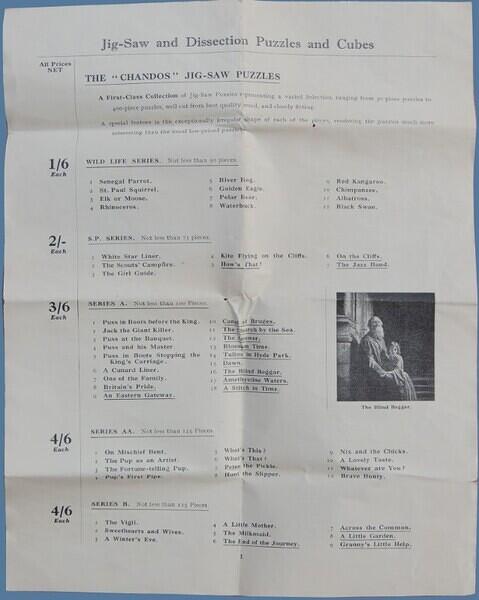 Jig-Saw and Dissection Puzzles and Cubes
All Prices
NET
THE "CHANDOS" JIG-SAW PUZZLES
A First-Class Collection of Jig-Saw Puzzles representing a varied Selection, ranging from 50-piece puzzles to
400-piece puzzles, well cut from best quality wood, and closely fitting.
A special feature is the exceptionally irregular shape of each of the pieces, rendering the puzzles much more
interesting than the usual low-priced puzzles.
1/6
Each
WILD LIFE SERIES. Not less than 50 pieces.
1 Senegal Parrot.
2 St. Paul Squirrel.
3 Elk or Moose.
4 Rhinoceros.
5 River Hog.
6 Golden Eagle.
7 Polar Bear.
8 Waterbuck.
9 Red Kangaroo.
10 Chimpanzee.
11 Albatross.
12 Black Swan.
2/-
Each
S.P. SERIES. Not less than 75 pieces.
1 White Star Liner.
2 The Scouts' Campfire.
3 The Girl Guide.
4 Kite Flying on the Cliffs.
5 How's That?
6 On the Cliffs.
7 The Jazz Band.
3/6
Each
SERIES A. Not less than 100 Pieces.
1 Puss in Boots before the King.
2 Jack the Giant Killer.
3 Puss at the Banquet.
4 Puss and his Master
5 Puss in Boots Stopping the
King's Carriage.
6 A Cunard Liner.
7 One of the Family.
8 Britain's Pride.
9 An Eastern Gateway.
10 Canal at Bruges.
11 The by the Sea.
12 The
13 Blossom Time.
14 Tulips in Hyde Park.
15 Dawn.
16 The Blind Beggar.
17 Amethystine Waters.
18 A Stitch in Time.
The Blind Beggar.
4/6
Each
SERIES AA. Not less than 125 Pieces.
1 On Mischief Bent.
2 The Pup as an Artist.
3 The Fortune-telling Pup.
4 Pup's First Pipe.
5 What's This?
6 What's That?
7 Peter the Pickle.
8 Hunt the Slipper.
9 Nix and the Chicks.
10 A Lovely Taste.
11 Whatever are You?
12 Brave Bonty.
4/6
Each
SERIES B. Not less than 125 Pieces
1 The Vigil.
2 Sweethearts and Wives.
3 A Winter's Eve.
4 A Little Mother.
5 The Milkmaid.
6 The End of the Journey.
7 Across the Common.
8 A Little Garden.
9 Granny's Little Help.
1